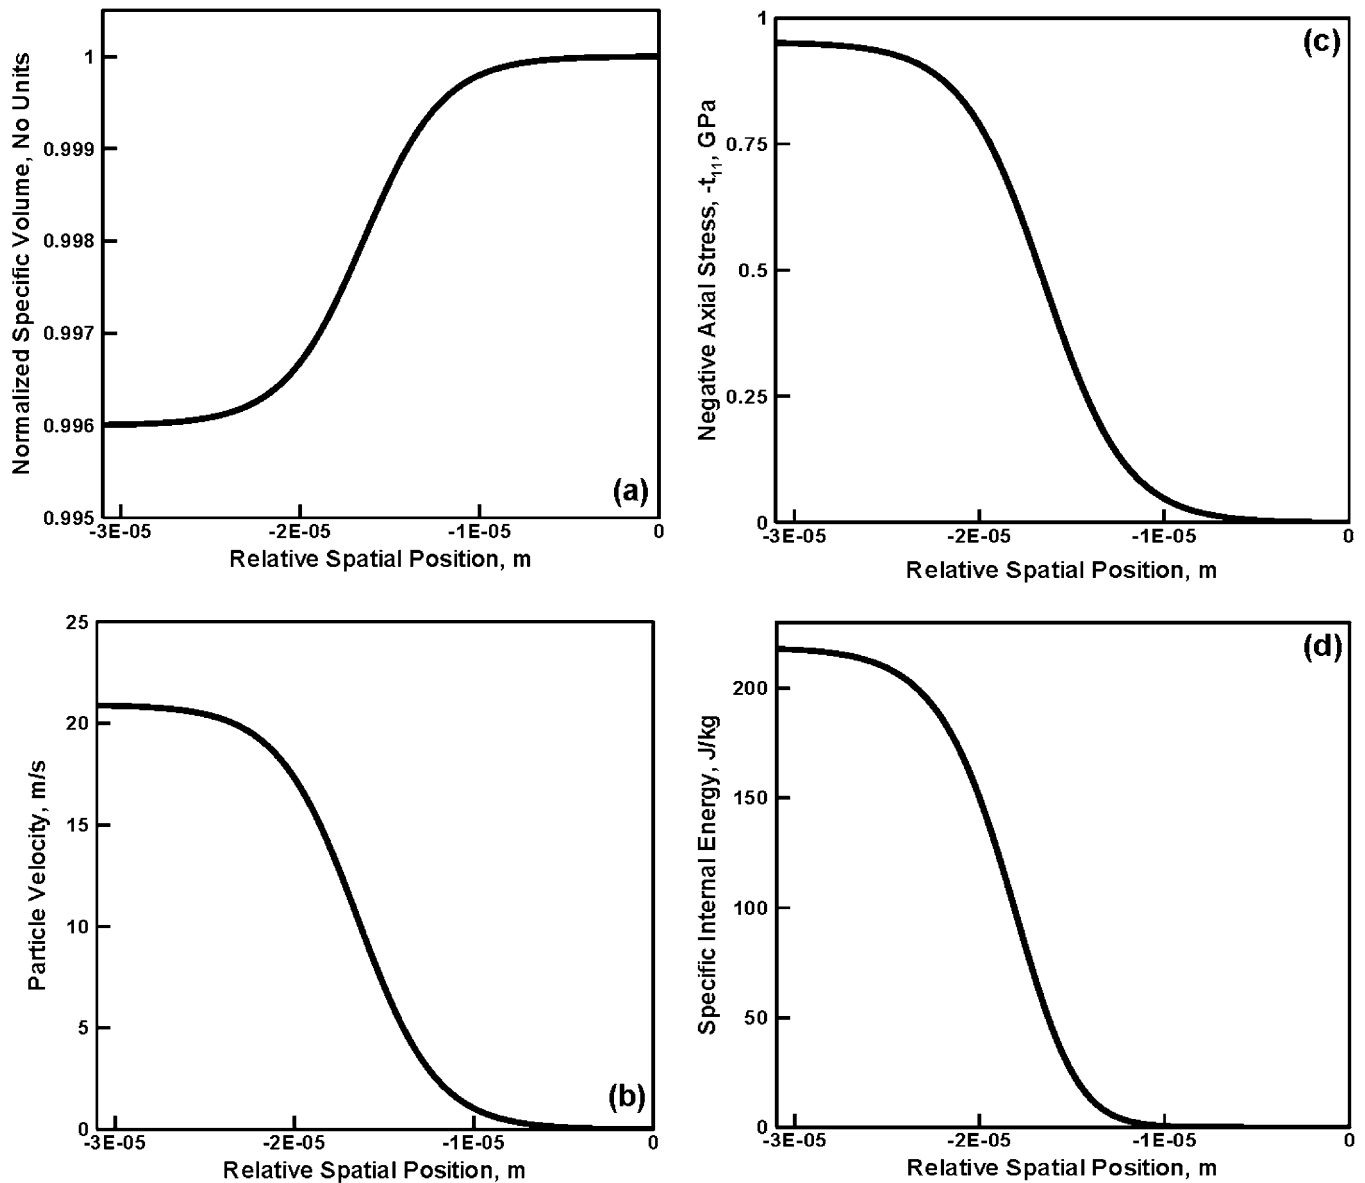 Normalized Specific Volume, No Units
1
0.999
0.998
0.997
0.996
0.995
-3E-05
-2E-05
-1E-05
0
Relative Spatial Position, m
(a)
Negative Axial Stress, -t11, GPa
1
0.75
0.5
0.25
0
-3E-05
-2E-05
-1E-05
0
Relative Spatial Position, m
(c)
Particle Velocity, m/s
25
20
15
10
5
0
-3E-05
-2E-05
-1E-05
0
Relative Spatial Position, m
(b)
Specific Internal Energy, J/kg
200
150
100
50
0
-3E-05
-2E-05
-1E-05
0
Relative Spatial Position, m
(d)